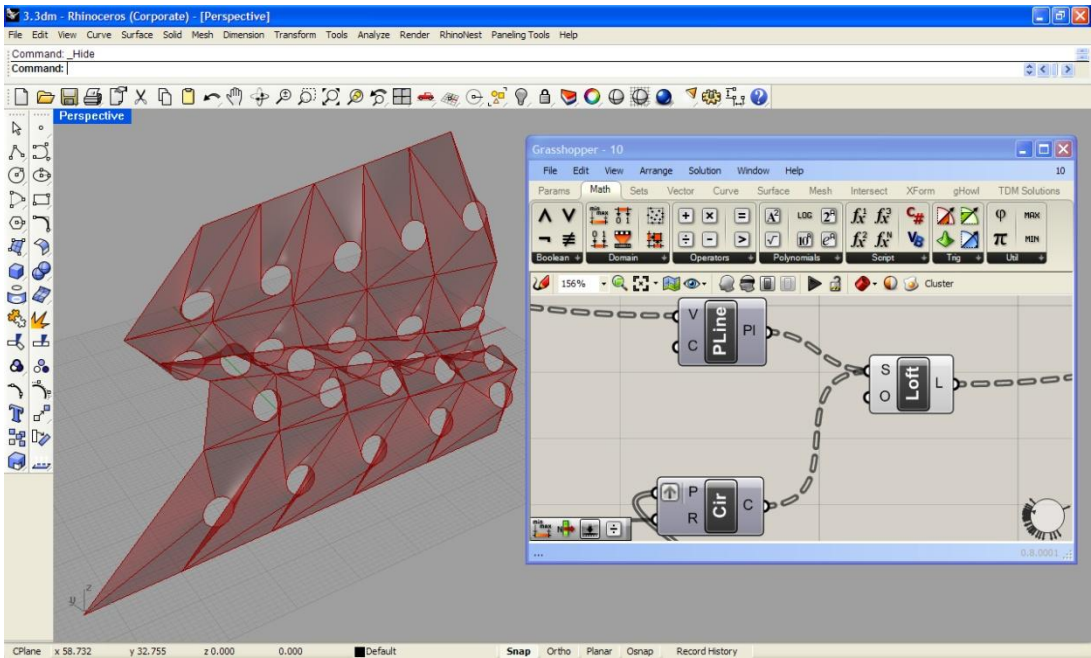 3.3dm - Rhinoceros (Corporate) - [Perspective]
File Edit View Curve Surface Solid Mesh Dimension Transform Tools Analyze Render RhinoNest Paneling Tools Help
Command: _Hide
Command:
Perspective
Grasshopper - 10
File Edit View Arrange Solution Window Help 10
Params Math Sets Vector Curve Surface Mesh Intersect XForm gHowl TDM Solutions
LOG MAX
MIN
Boolean Domain Operators Polynomials Script Trig Util
156% Cluster
V
C
PLine
Pl
S
O
Loft
L
P
R
Cir
C
...
0.8.0001
z
y
CPlane x 58.732 y 32.755 z 0.000 0.000 Default Snap Ortho Planar Osnap Record History